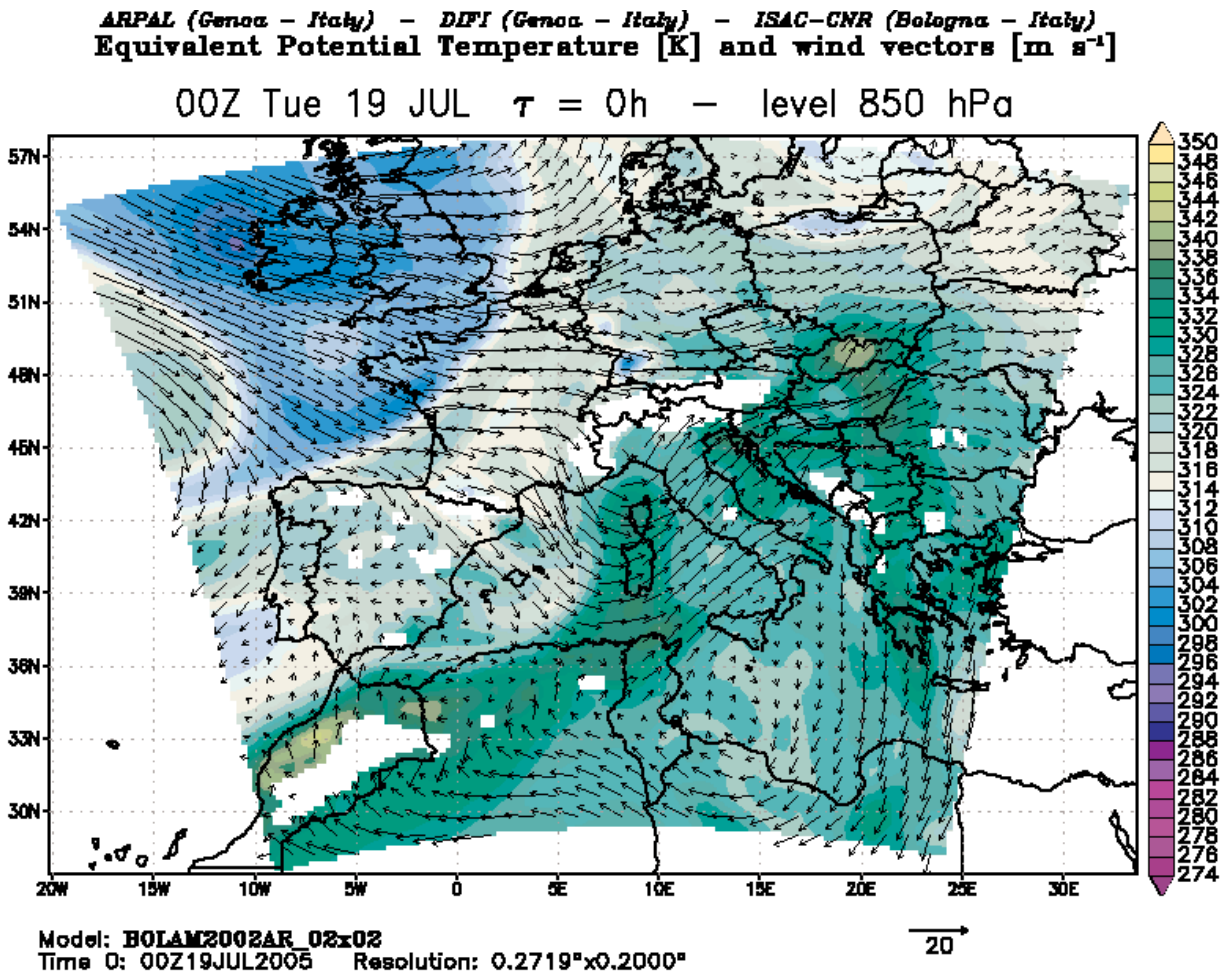 ARPAL (Genoa - Italy) - DIFI (Genoa - Italy) - ISAC-CNR (Bologna - Italy)
Equivalent Potential Temperature [K] and wind vectors [m s⁻¹]
00Z Tue 19 JUL τ = 0h - level 850 hPa
57N
54N
51N
48N
45N
42N
39N
36N
33N
30N
20W 15W 10W 5W 0 5E 10E 15E 20E 25E 30E
350
348
346
344
342
340
338
336
334
332
330
328
326
324
322
320
318
316
314
312
310
308
306
304
302
300
298
296
294
292
290
288
286
284
282
280
278
276
274
Model: BOLAM2002AR_02x02
Time 0: 00Z19JUL2005 Resolution: 0.2719°x0.2000°
20